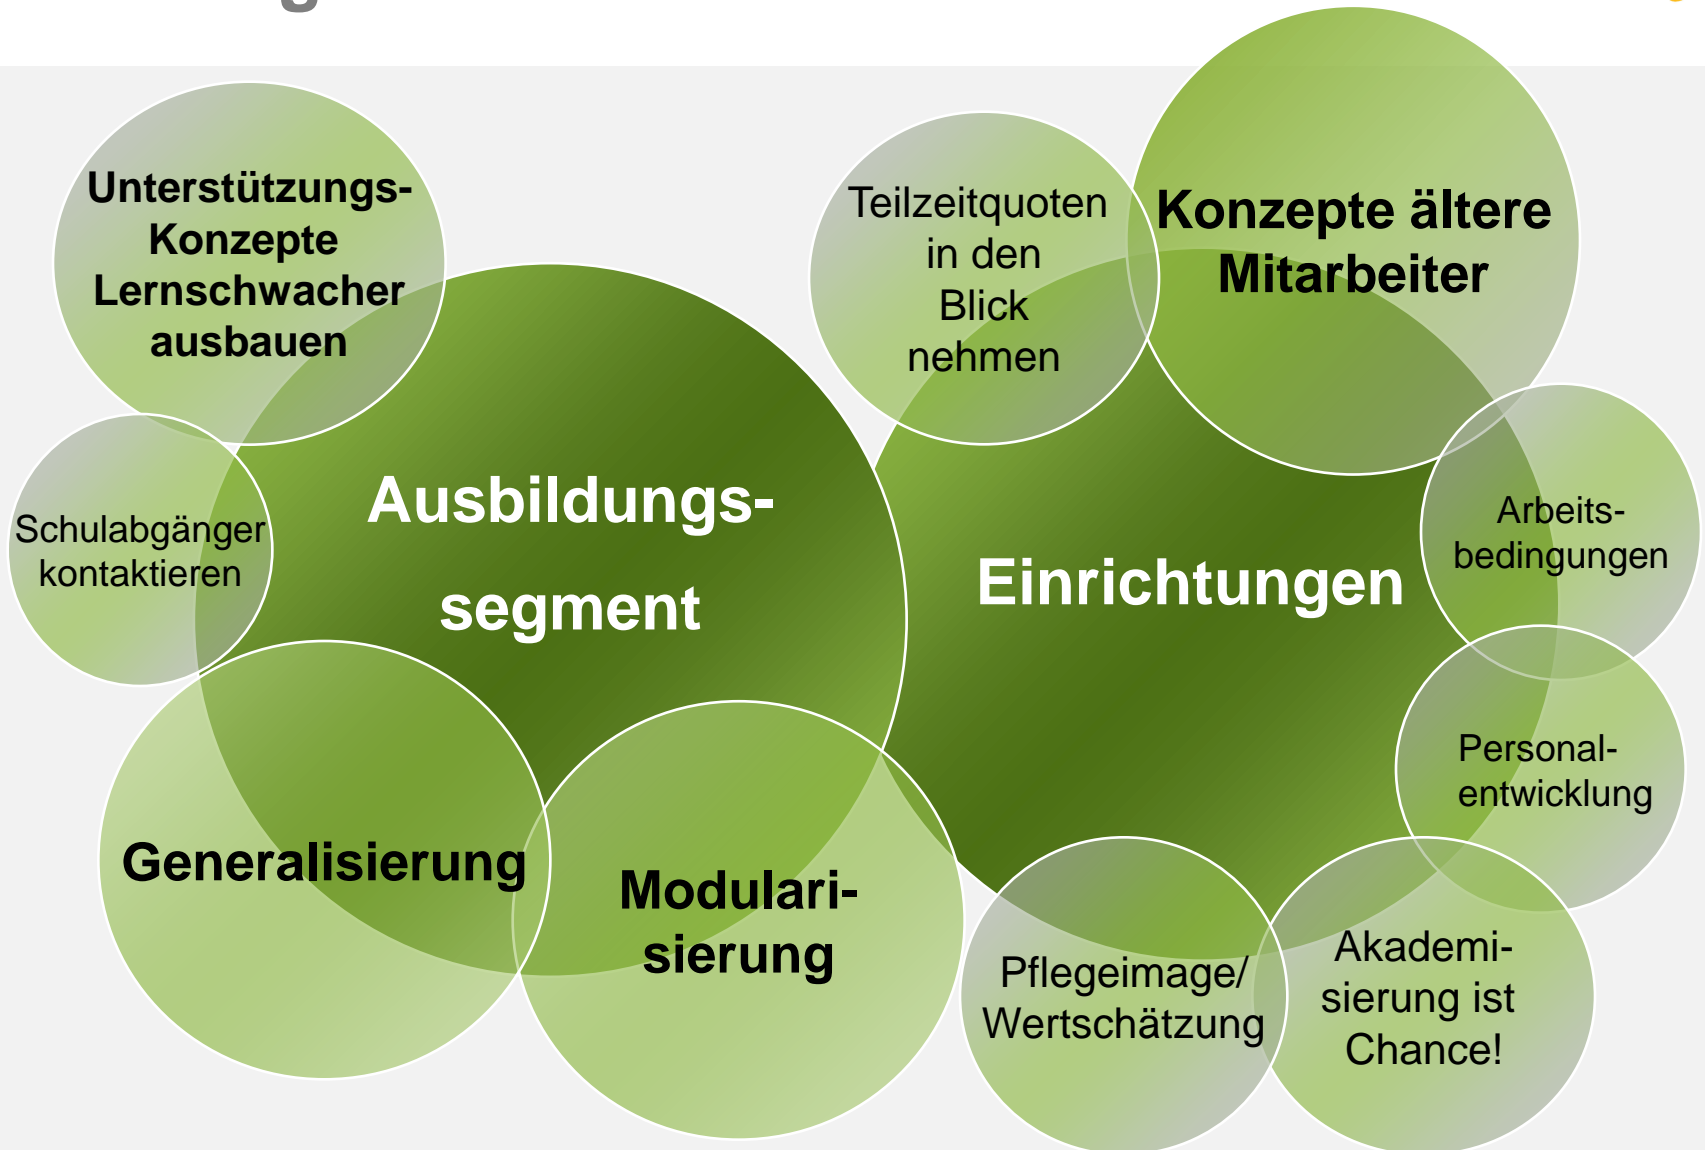 Unterstützungs-
Konzepte
Lernschwacher
ausbauen
Schulabgänger
kontaktieren
Ausbildungs-
segment
Generalisierung
Modulari-
sierung
Teilzeitquoten
in den
Blick
nehmen
Konzepte ältere
Mitarbeiter
Einrichtungen
Arbeits-
bedingungen
Personal-
entwicklung
Akademi-
sierung ist
Chance!
Pflegeimage/
Wertschätzung